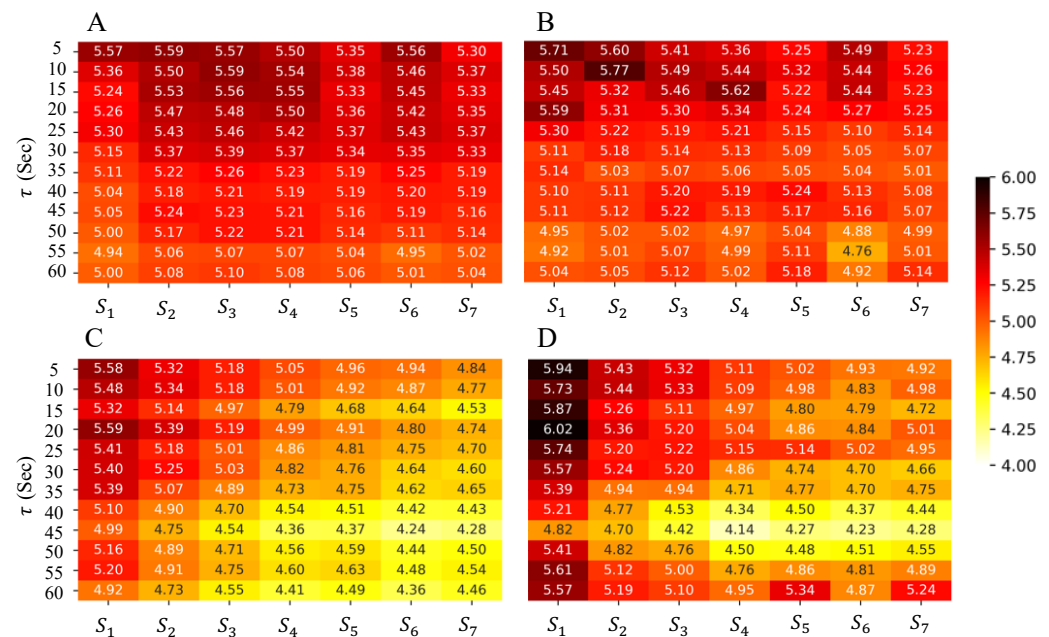 A B
5 5.57 5.59 5.57 5.50 5.35 5.56 5.30 5.71 5.60 5.41 5.36 5.25 5.49 5.23
10 5.36 5.50 5.59 5.54 5.38 5.46 5.37 5.50 5.77 5.49 5.44 5.32 5.44 5.26
15 5.24 5.53 5.56 5.55 5.33 5.45 5.33 5.45 5.32 5.46 5.62 5.22 5.44 5.23
20 5.26 5.47 5.48 5.50 5.36 5.42 5.35 5.59 5.31 5.30 5.34 5.24 5.27 5.25
25 5.30 5.43 5.46 5.42 5.37 5.43 5.37 5.30 5.22 5.19 5.21 5.15 5.10 5.14
30 5.15 5.37 5.39 5.37 5.34 5.35 5.33 5.11 5.18 5.14 5.13 5.09 5.05 5.07
35 5.11 5.22 5.26 5.23 5.19 5.25 5.19 5.14 5.03 5.07 5.06 5.05 5.04 5.01
40 5.04 5.18 5.21 5.19 5.19 5.20 5.19 5.10 5.11 5.20 5.19 5.24 5.13 5.08
45 5.05 5.24 5.23 5.21 5.16 5.19 5.16 5.11 5.12 5.22 5.13 5.17 5.16 5.07
50 5.00 5.17 5.22 5.21 5.14 5.11 5.14 4.95 5.02 5.02 4.97 5.04 4.88 4.99
55 4.94 5.06 5.07 5.07 5.04 4.95 5.02 4.92 5.01 5.07 4.99 5.11 4.76 5.01
60 5.00 5.08 5.10 5.08 5.06 5.01 5.04 5.04 5.05 5.12 5.02 5.18 4.92 5.14
τ (Sec)
S₁ S₂ S₃ S₄ S₅ S₆ S₇ S₁ S₂ S₃ S₄ S₅ S₆ S₇
C D
5 5.58 5.32 5.18 5.05 4.96 4.94 4.84 5.94 5.43 5.32 5.11 5.02 4.93 4.92
10 5.48 5.34 5.18 5.01 4.92 4.87 4.77 5.73 5.44 5.33 5.09 4.98 4.83 4.98
15 5.32 5.14 4.97 4.79 4.68 4.64 4.53 5.87 5.26 5.11 4.97 4.80 4.79 4.72
20 5.59 5.39 5.19 4.99 4.91 4.80 4.74 6.02 5.36 5.20 5.04 4.86 4.84 5.01
25 5.41 5.18 5.01 4.86 4.81 4.75 4.70 5.74 5.20 5.22 5.15 5.14 5.02 4.95
30 5.40 5.25 5.03 4.82 4.76 4.64 4.60 5.57 5.24 5.20 4.86 4.74 4.70 4.66
35 5.39 5.07 4.89 4.73 4.75 4.62 4.65 5.39 4.94 4.94 4.71 4.77 4.70 4.75
40 5.10 4.90 4.70 4.54 4.51 4.42 4.43 5.21 4.77 4.53 4.34 4.50 4.37 4.44
45 4.99 4.75 4.54 4.36 4.37 4.24 4.28 4.82 4.70 4.42 4.14 4.27 4.23 4.28
50 5.16 4.89 4.71 4.56 4.59 4.44 4.50 5.41 4.82 4.76 4.50 4.48 4.51 4.55
55 5.20 4.91 4.75 4.60 4.63 4.48 4.54 5.61 5.12 5.00 4.76 4.86 4.81 4.89
60 4.92 4.73 4.55 4.41 4.49 4.36 4.46 5.57 5.19 5.10 4.95 5.34 4.87 5.24
τ (Sec)
S₁ S₂ S₃ S₄ S₅ S₆ S₇ S₁ S₂ S₃ S₄ S₅ S₆ S₇
6.00
5.75
5.50
5.25
5.00
4.75
4.50
4.25
4.00